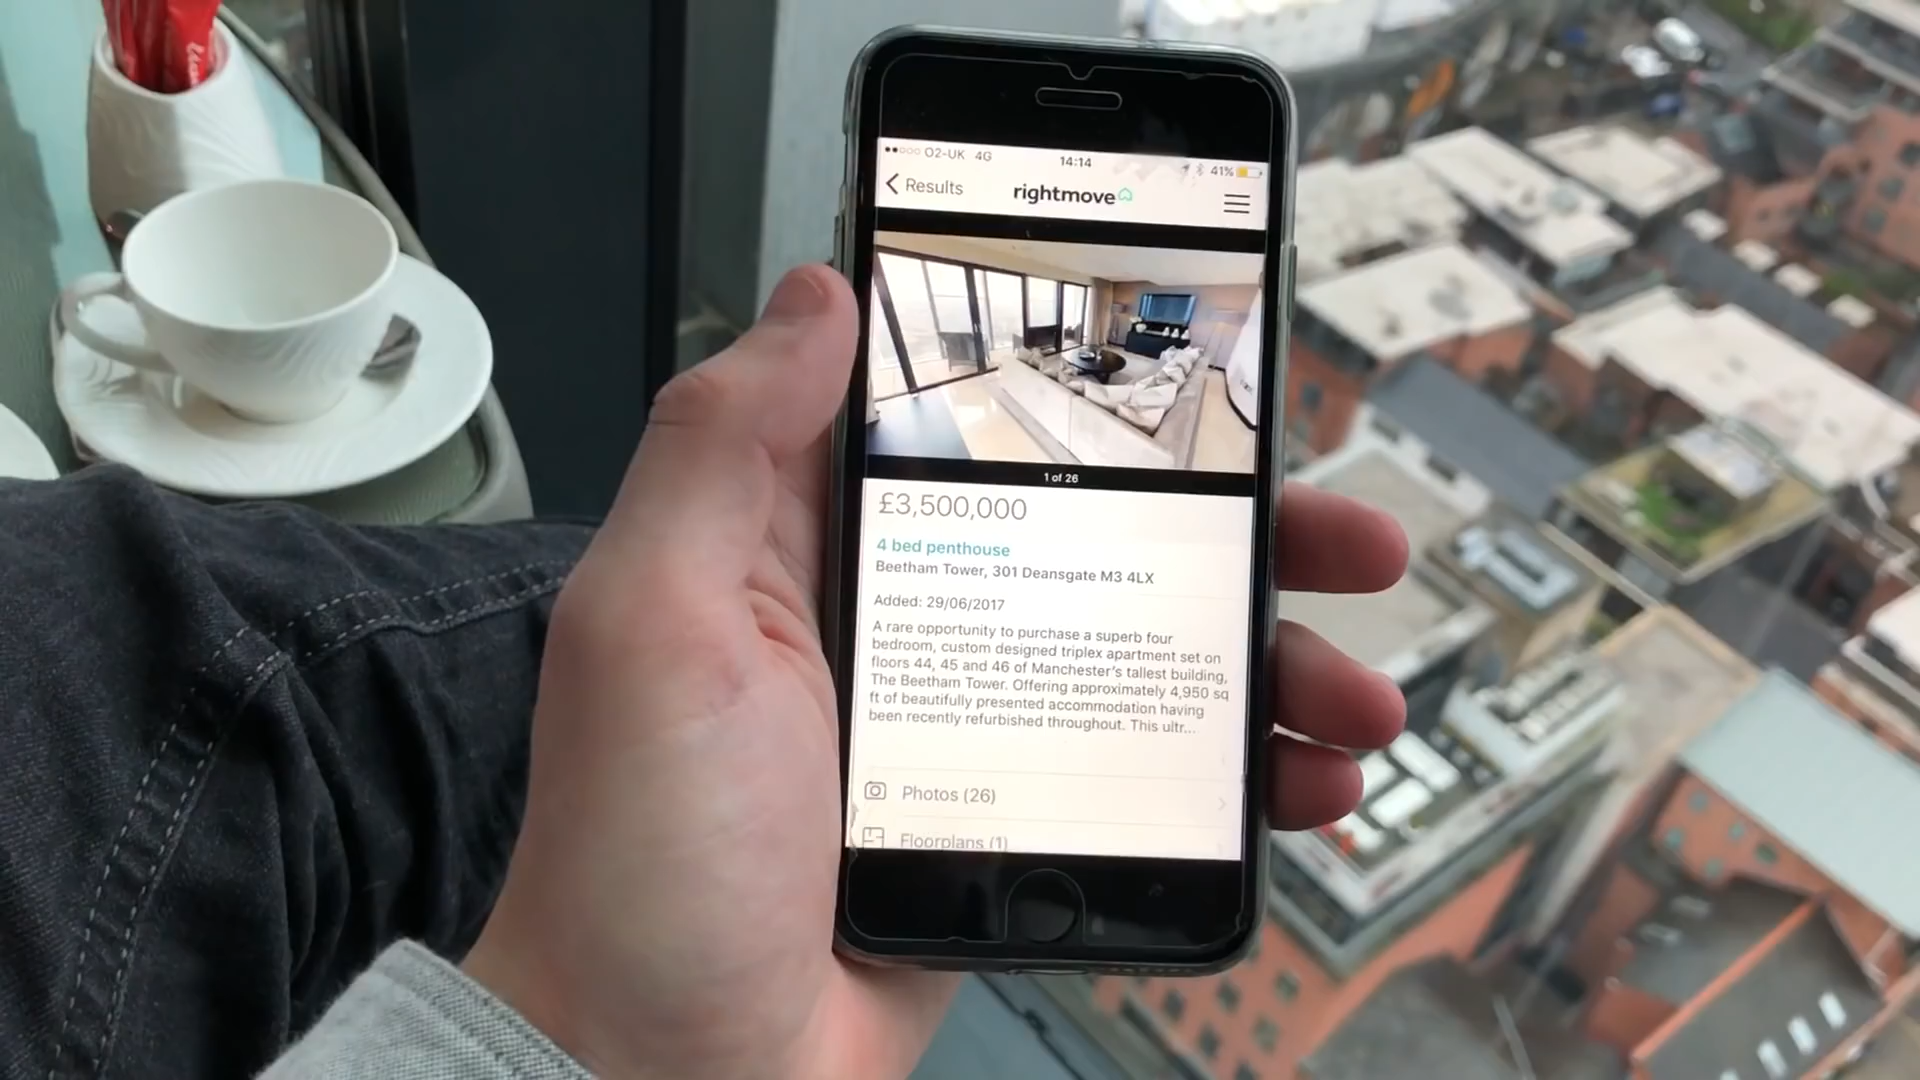 O2-UK 4G 14:14 41%
Results rightmove
1 of 26
£3,500,000
4 bed penthouse
Beetham Tower, 301 Deansgate M3 4LX
Added: 29/06/2017
A rare opportunity to purchase a superb four
bedroom, custom designed triplex apartment set on
floors 44, 45 and 46 of Manchester's tallest building,
The Beetham Tower. Offering approximately 4,950 sq
ft of beautifully presented accommodation having
been recently refurbished throughout. This ultr...
Photos (26)
Floorplans (1)